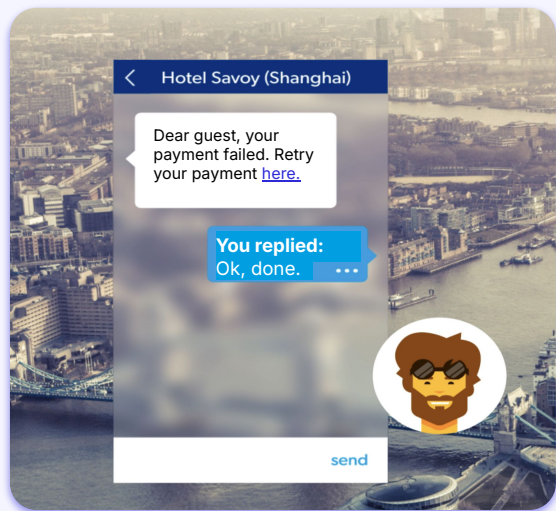 Hotel Savoy (Shanghai)
Dear guest, your
payment failed. Retry
your payment here.
You replied:
Ok, done.
send